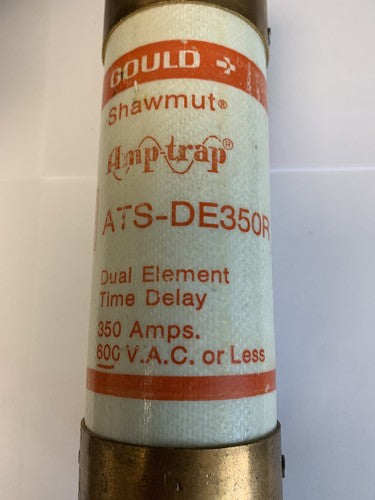 GOULD
Shawmut®
Amp-trap®
ATS-DE350R
Dual Element
Time Delay
350 Amps.
600 V.A.C. or Less